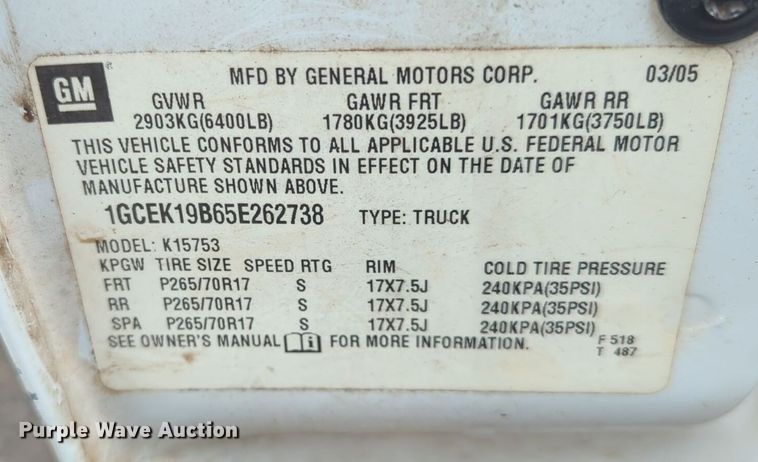 GM
MFD BY GENERAL MOTORS CORP. 03/05
GVWR GAWR FRT GAWR RR
2903KG(6400LB) 1780KG(3925LB) 1701KG(3750LB)
THIS VEHICLE CONFORMS TO ALL APPLICABLE U.S. FEDERAL MOTOR
VEHICLE SAFETY STANDARDS IN EFFECT ON THE DATE OF
MANUFACTURE SHOWN ABOVE.
1GCEK19B65E262738 TYPE: TRUCK
MODEL: K15753
KPGW TIRE SIZE SPEED RTG RIM COLD TIRE PRESSURE
FRT P265/70R17 S 17X7.5J 240KPA(35PSI)
RR P265/70R17 S 17X7.5J 240KPA(35PSI)
SPA P265/70R17 S 17X7.5J 240KPA(35PSI)
SEE OWNER'S MANUAL i FOR MORE INFORMATION. F 518
T 487
Purple Wave Auction